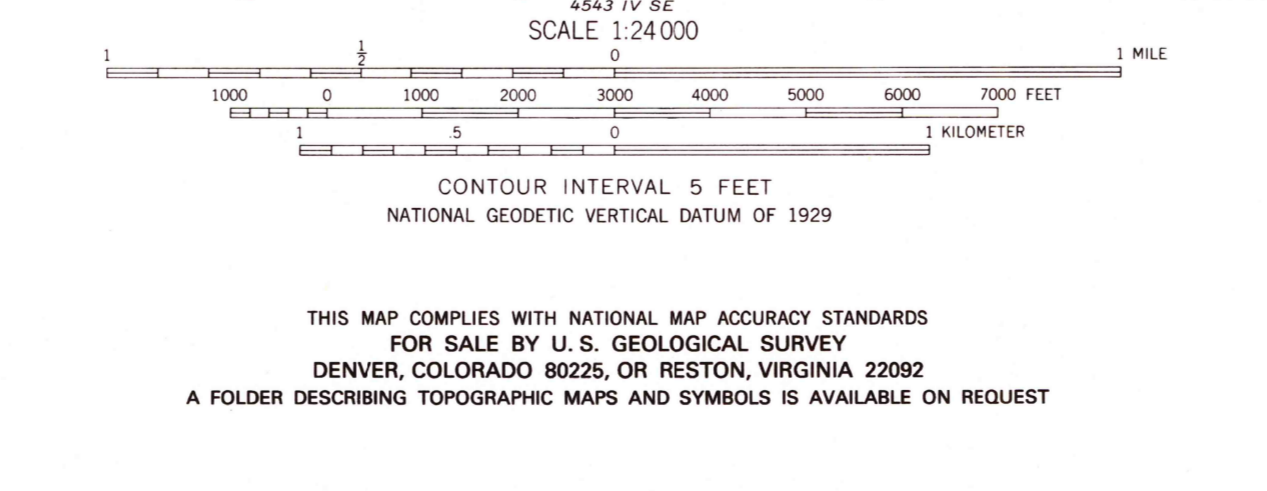 4543 IV SE
SCALE 1:24 000
1 1/2 0 1 MILE
1000 0 1000 2000 3000 4000 5000 6000 7000 FEET
1 .5 0 1 KILOMETER
CONTOUR INTERVAL 5 FEET
NATIONAL GEODETIC VERTICAL DATUM OF 1929
THIS MAP COMPLIES WITH NATIONAL MAP ACCURACY STANDARDS
FOR SALE BY U. S. GEOLOGICAL SURVEY
DENVER, COLORADO 80225, OR RESTON, VIRGINIA 22092
A FOLDER DESCRIBING TOPOGRAPHIC MAPS AND SYMBOLS IS AVAILABLE ON REQUEST